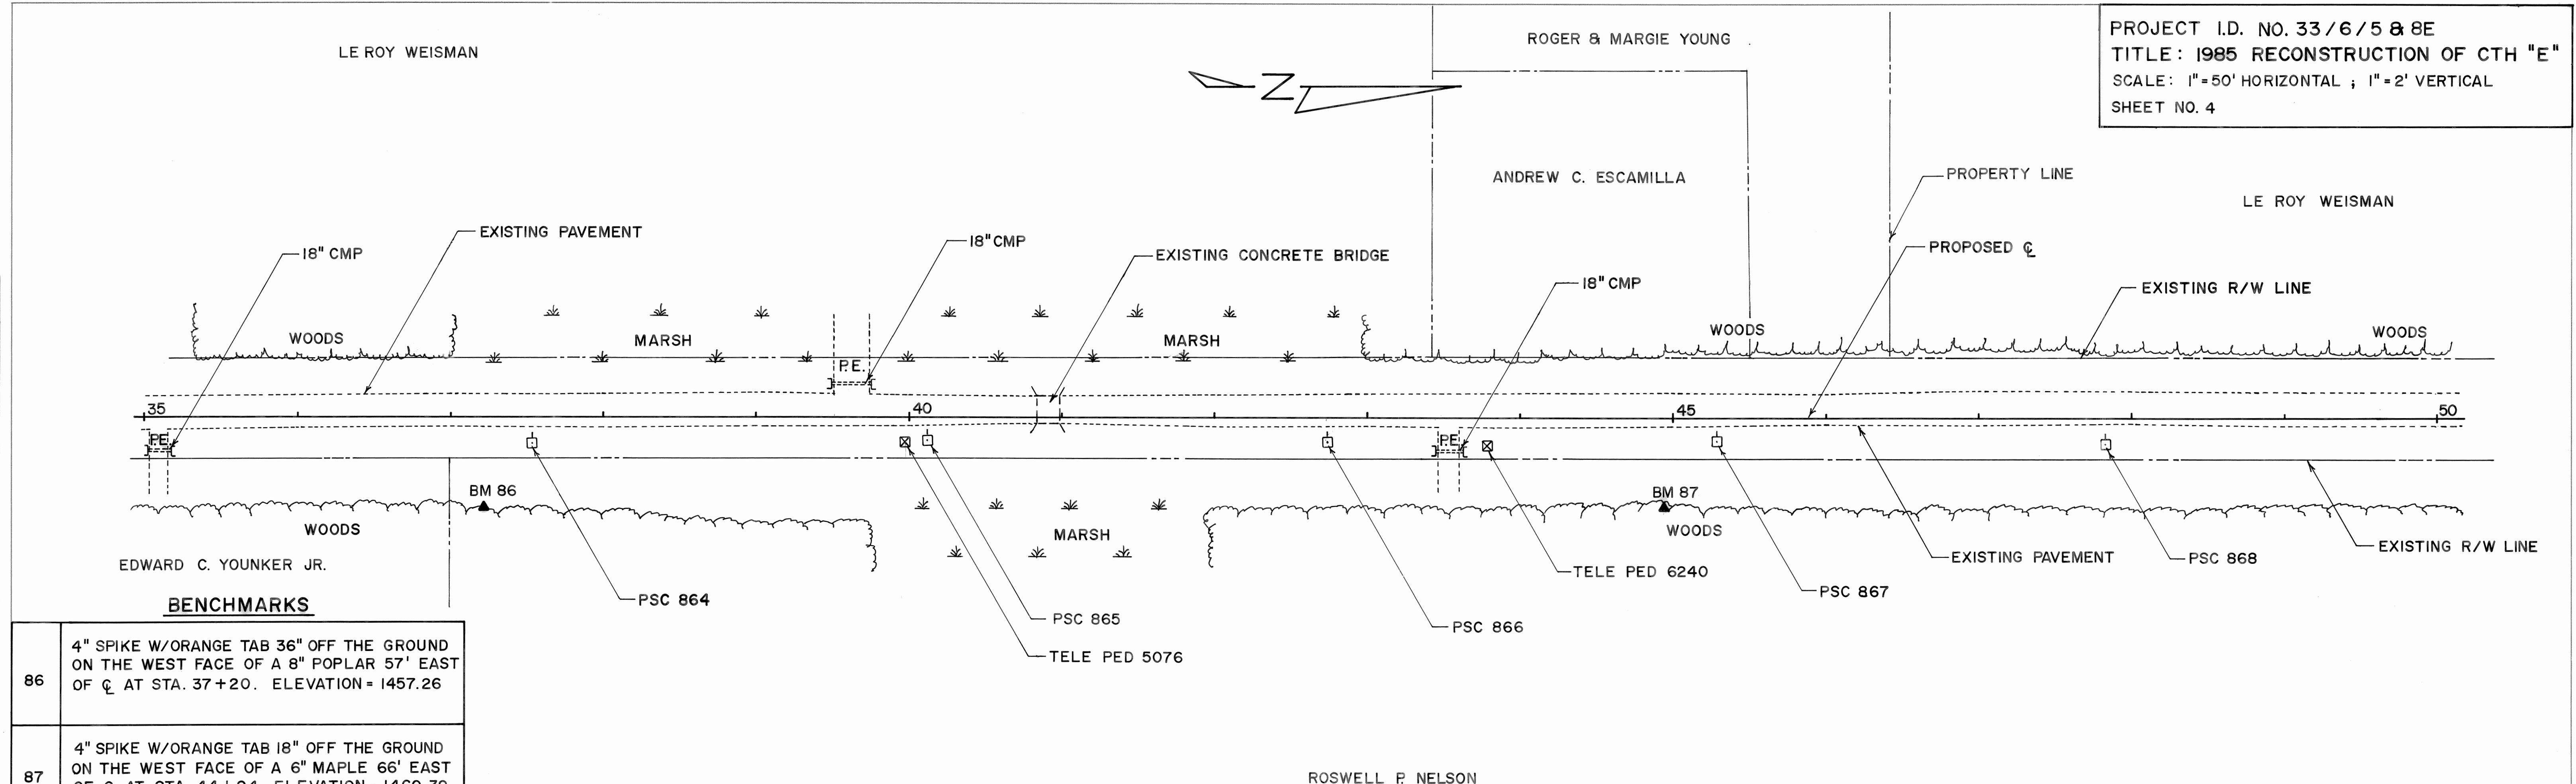 LE ROY WEISMAN
ROGER & MARGIE YOUNG
PROJECT I.D. NO. 33/6/5 & 8E
TITLE: 1985 RECONSTRUCTION OF CTH "E"
SCALE: 1"=50' HORIZONTAL ; 1"=2' VERTICAL
SHEET NO. 4
N
ANDREW C. ESCAMILLA
PROPERTY LINE
LE ROY WEISMAN
EXISTING PAVEMENT
18" CMP
18" CMP
EXISTING CONCRETE BRIDGE
18" CMP
PROPOSED ℄
EXISTING R/W LINE
WOODS
MARSH
MARSH
WOODS
WOODS
P.E.
35
40
45
50
P.E.
P.E.
BM 86
BM 87
WOODS
MARSH
WOODS
EDWARD C. YOUNKER JR.
PSC 864
PSC 865
TELE PED 5076
PSC 866
TELE PED 6240
PSC 867
EXISTING PAVEMENT
PSC 868
EXISTING R/W LINE
BENCHMARKS
86
4" SPIKE W/ORANGE TAB 36" OFF THE GROUND
ON THE WEST FACE OF A 8" POPLAR 57' EAST
OF ℄ AT STA. 37+20. ELEVATION = 1457.26
87
4" SPIKE W/ORANGE TAB 18" OFF THE GROUND
ON THE WEST FACE OF A 6" MAPLE 66' EAST
ROSWELL P. NELSON